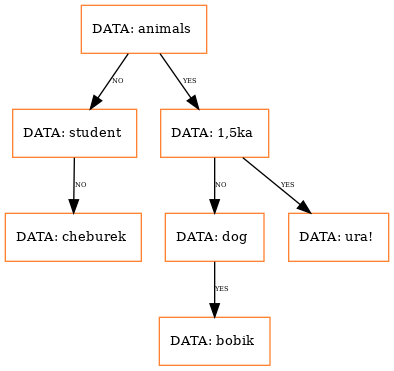 DATA: animals
NO
YES
DATA: student
DATA: 1,5ka
NO
NO
YES
DATA: cheburek
DATA: dog
DATA: ura!
YES
DATA: bobik